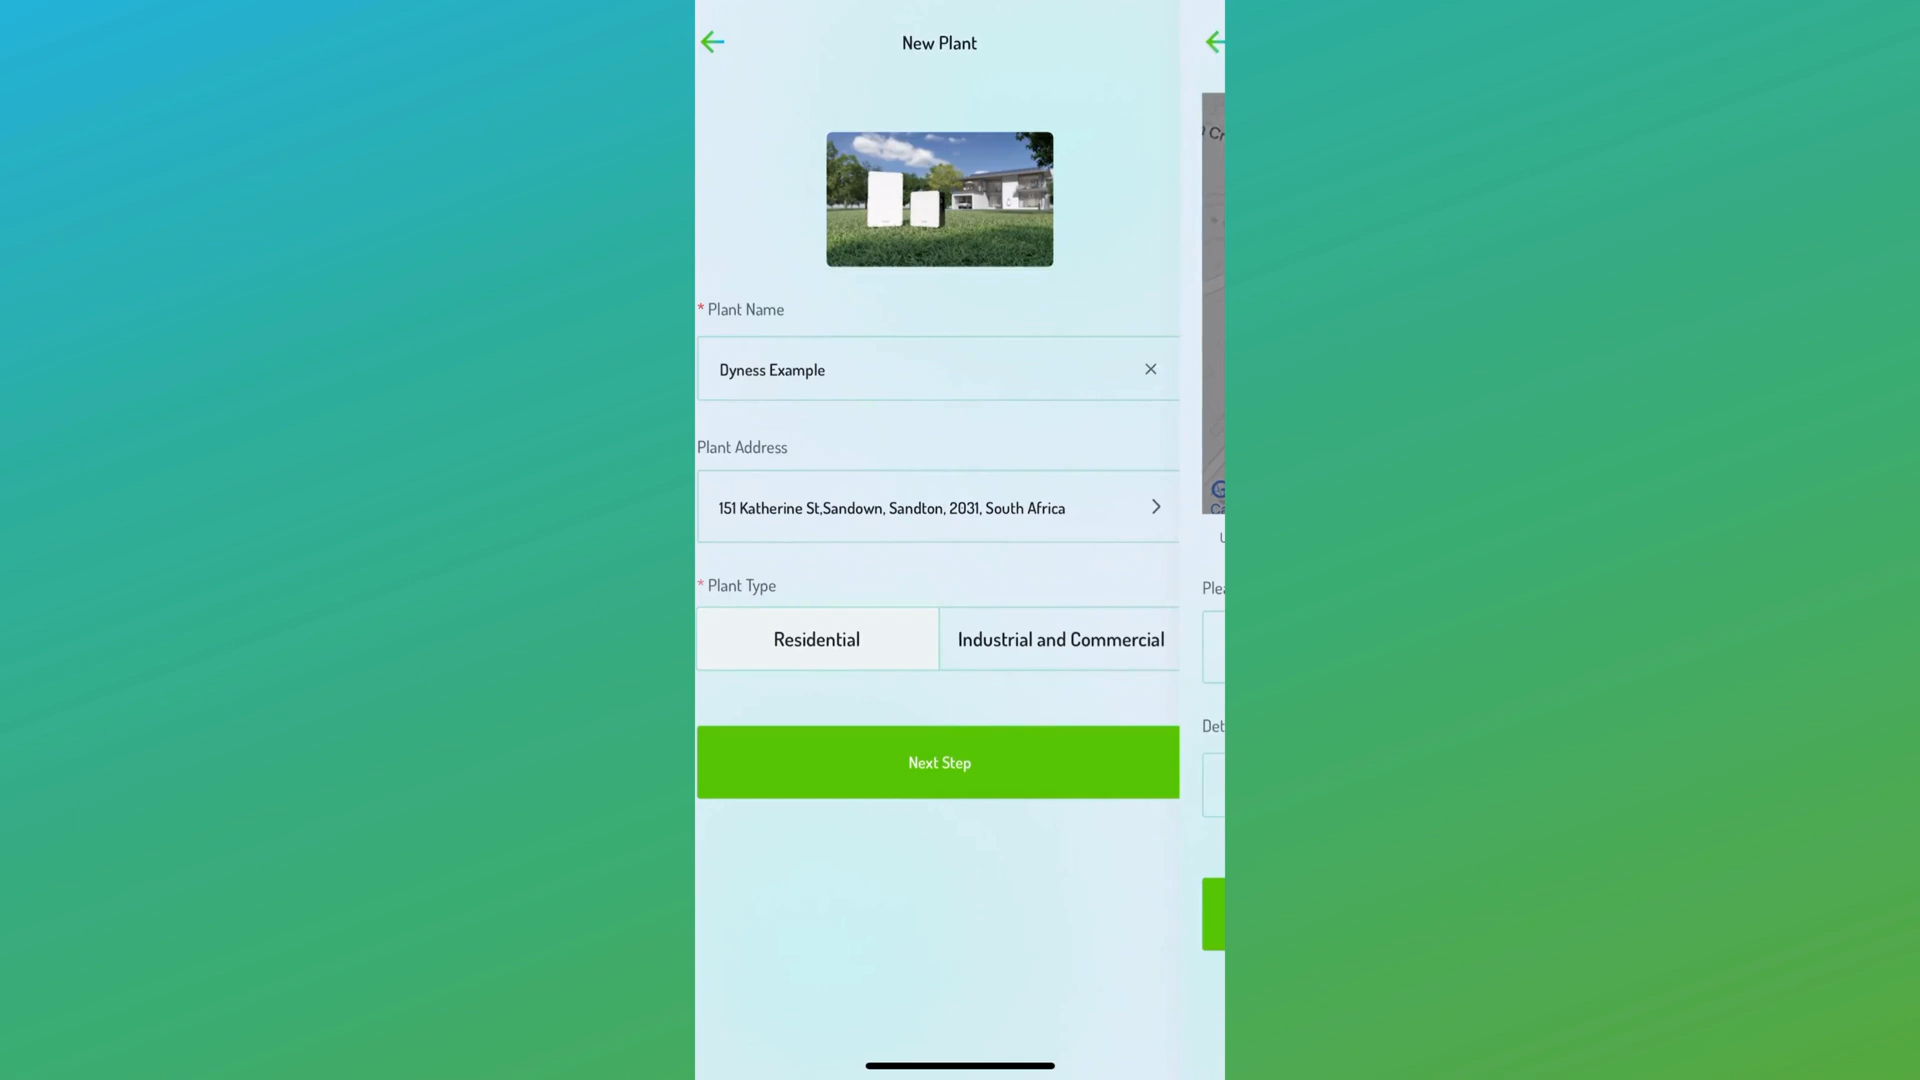 New Plant
* Plant Name
Dyness Example
Plant Address
151 Katherine St,Sandown, Sandton, 2031, South Africa
* Plant Type
Residential
Industrial and Commercial
Next Step